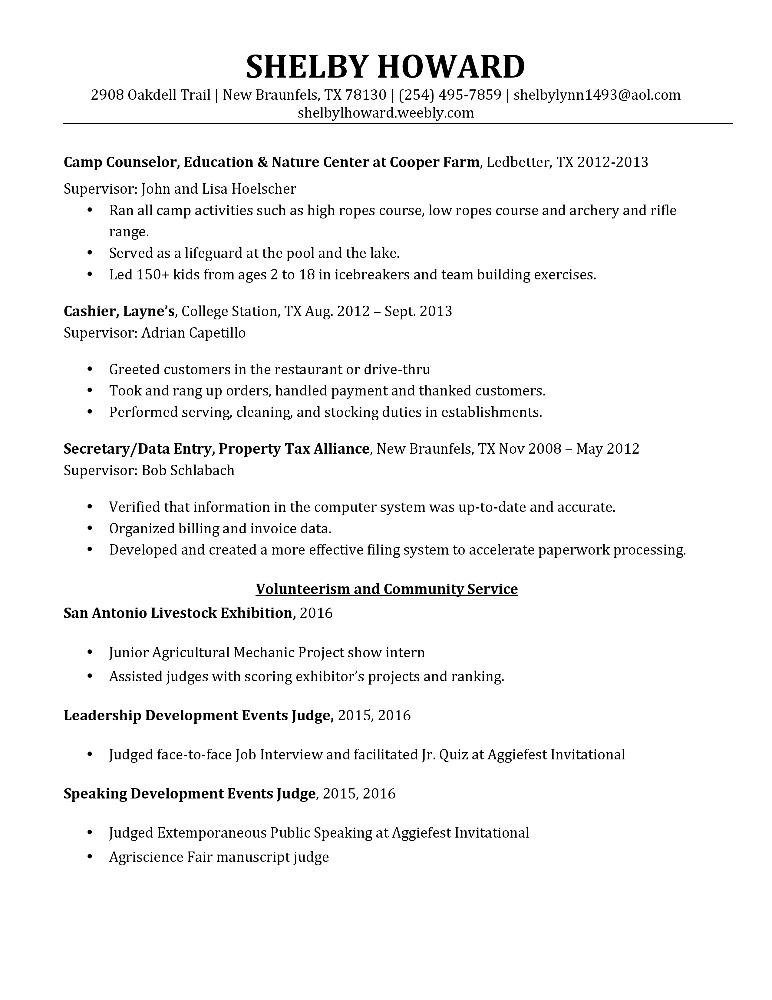 SHELBY HOWARD
2908 Oakdell Trail | New Braunfels, TX 78130 | (254) 495-7859 | shelbylynn1493@aol.com
shelbylhoward.weebly.com
Camp Counselor, Education & Nature Center at Cooper Farm, Ledbetter, TX 2012-2013
Supervisor: John and Lisa Hoelscher
• Ran all camp activities such as high ropes course, low ropes course and archery and rifle
range.
• Served as a lifeguard at the pool and the lake.
• Led 150+ kids from ages 2 to 18 in icebreakers and team building exercises.
Cashier, Layne’s, College Station, TX Aug. 2012 – Sept. 2013
Supervisor: Adrian Capetillo
• Greeted customers in the restaurant or drive-thru
• Took and rang up orders, handled payment and thanked customers.
• Performed serving, cleaning, and stocking duties in establishments.
Secretary/Data Entry, Property Tax Alliance, New Braunfels, TX Nov 2008 – May 2012
Supervisor: Bob Schlabach
• Verified that information in the computer system was up-to-date and accurate.
• Organized billing and invoice data.
• Developed and created a more effective filing system to accelerate paperwork processing.
Volunteerism and Community Service
San Antonio Livestock Exhibition, 2016
• Junior Agricultural Mechanic Project show intern
• Assisted judges with scoring exhibitor’s projects and ranking.
Leadership Development Events Judge, 2015, 2016
• Judged face-to-face Job Interview and facilitated Jr. Quiz at Aggiefest Invitational
Speaking Development Events Judge, 2015, 2016
• Judged Extemporaneous Public Speaking at Aggiefest Invitational
• Agriscience Fair manuscript judge